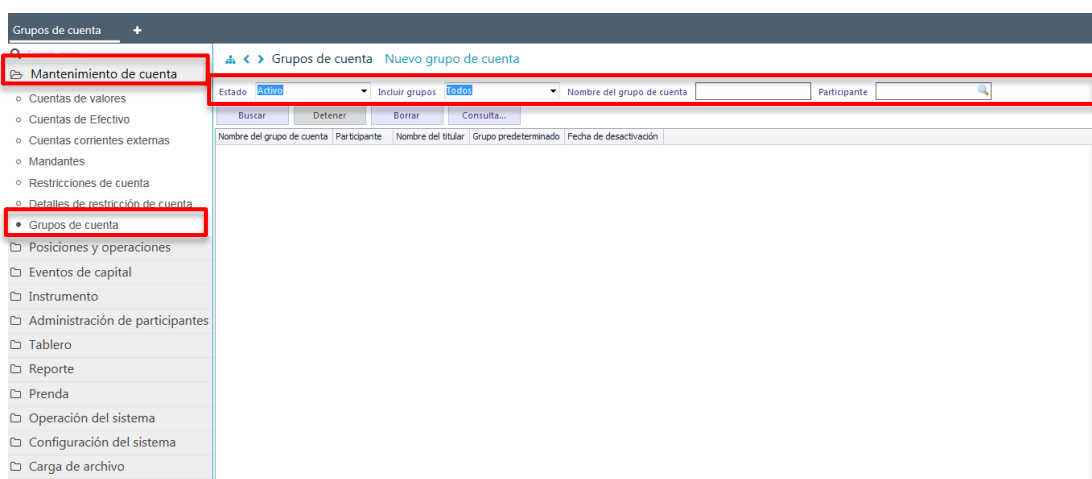 Grupos de cuenta +
Mantenimiento de cuenta
Cuentas de valores
Cuentas de Efectivo
Cuentas corrientes externas
Mandantes
Restricciones de cuenta
Detalles de restricción de cuenta
Grupos de cuenta
Posiciones y operaciones
Eventos de capital
Instrumento
Administración de participantes
Tablero
Reporte
Prenda
Operación del sistema
Configuración del sistema
Carga de archivo
Grupos de cuenta Nuevo grupo de cuenta
Estado Activo Incluir grupos Todos Nombre del grupo de cuenta Participante
Buscar Detener Borrar Consulta...
Nombre del grupo de cuenta Participante Nombre del titular Grupo predeterminado Fecha de desactivación